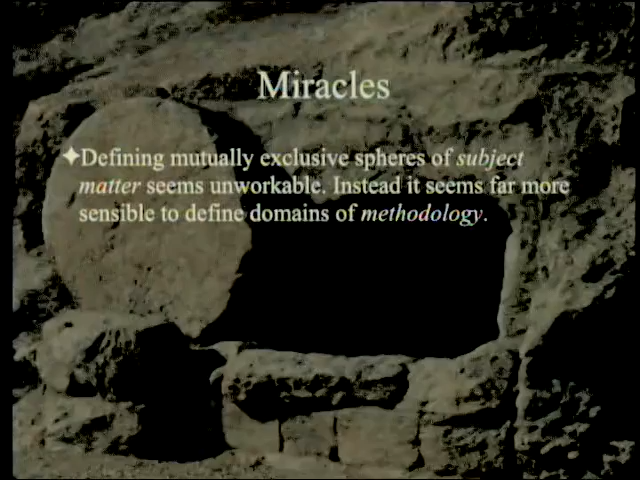 Miracles
✦Defining mutually exclusive spheres of subject
matter seems unworkable. Instead it seems far more
sensible to define domains of methodology.